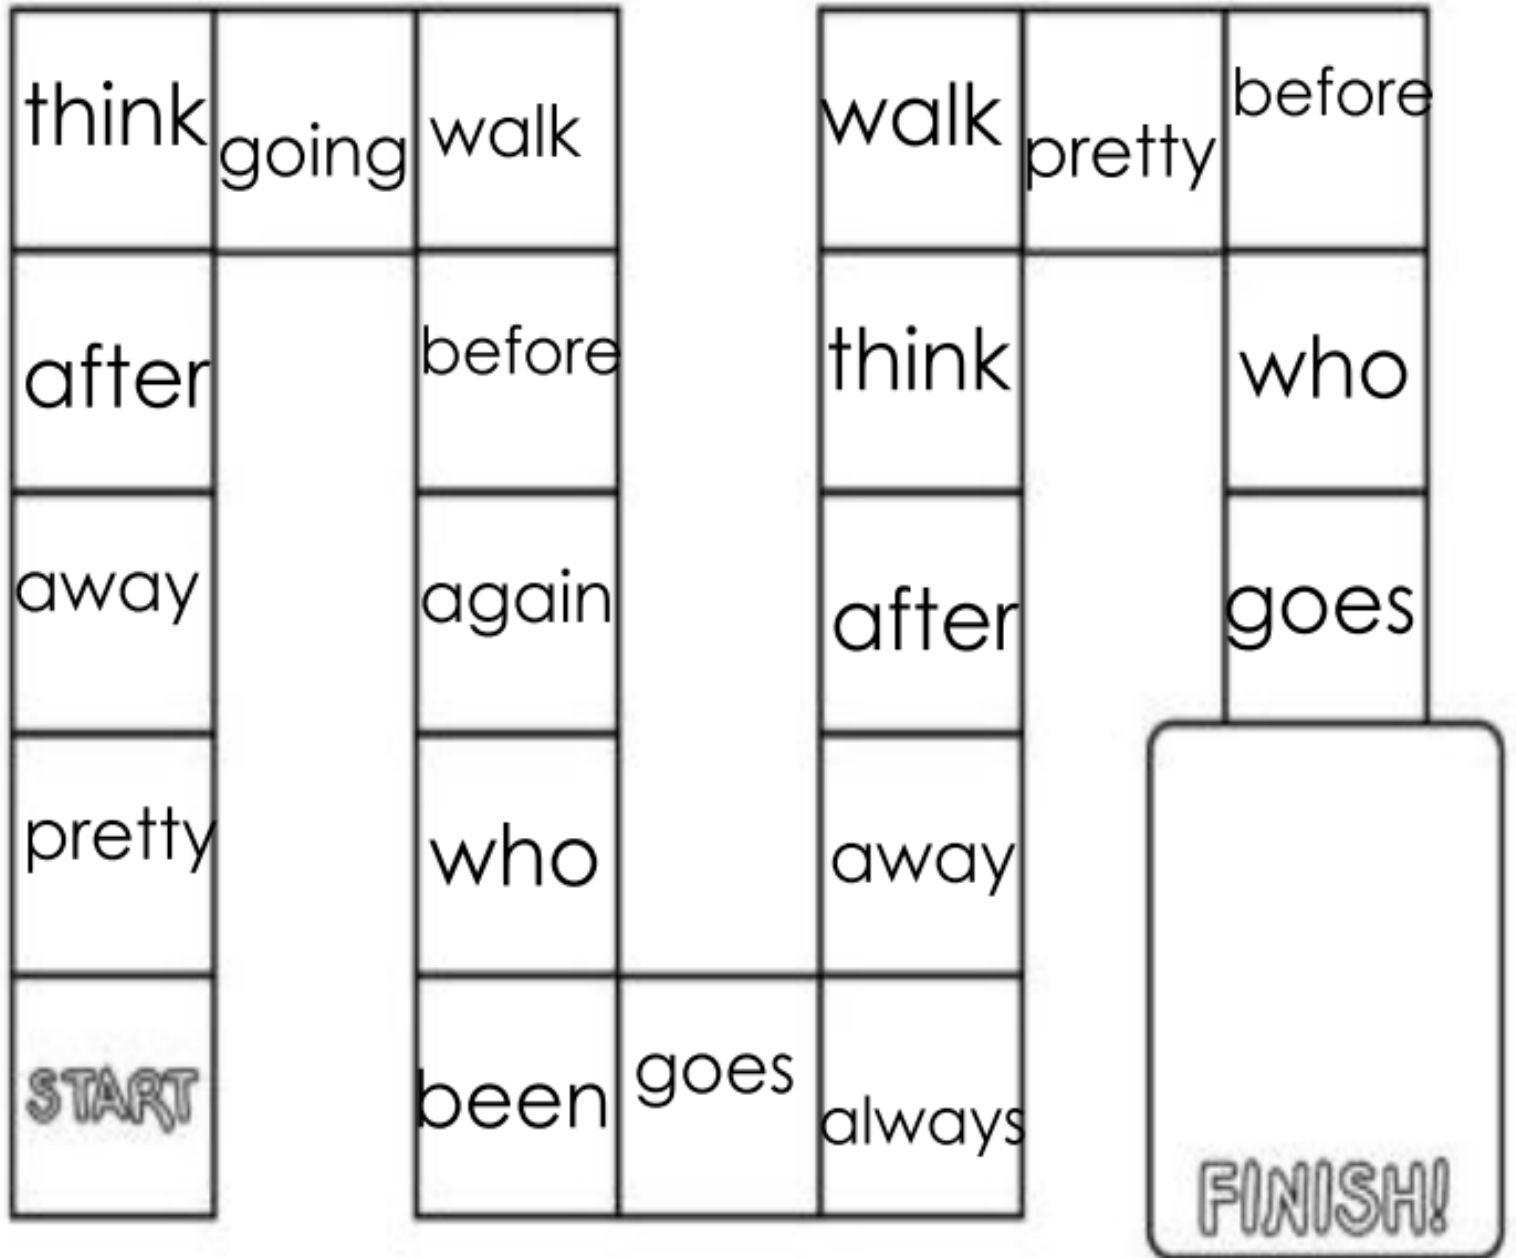 think going walk walk pretty before
after before think who
away again after goes
pretty who away
START been goes always
FINISH!